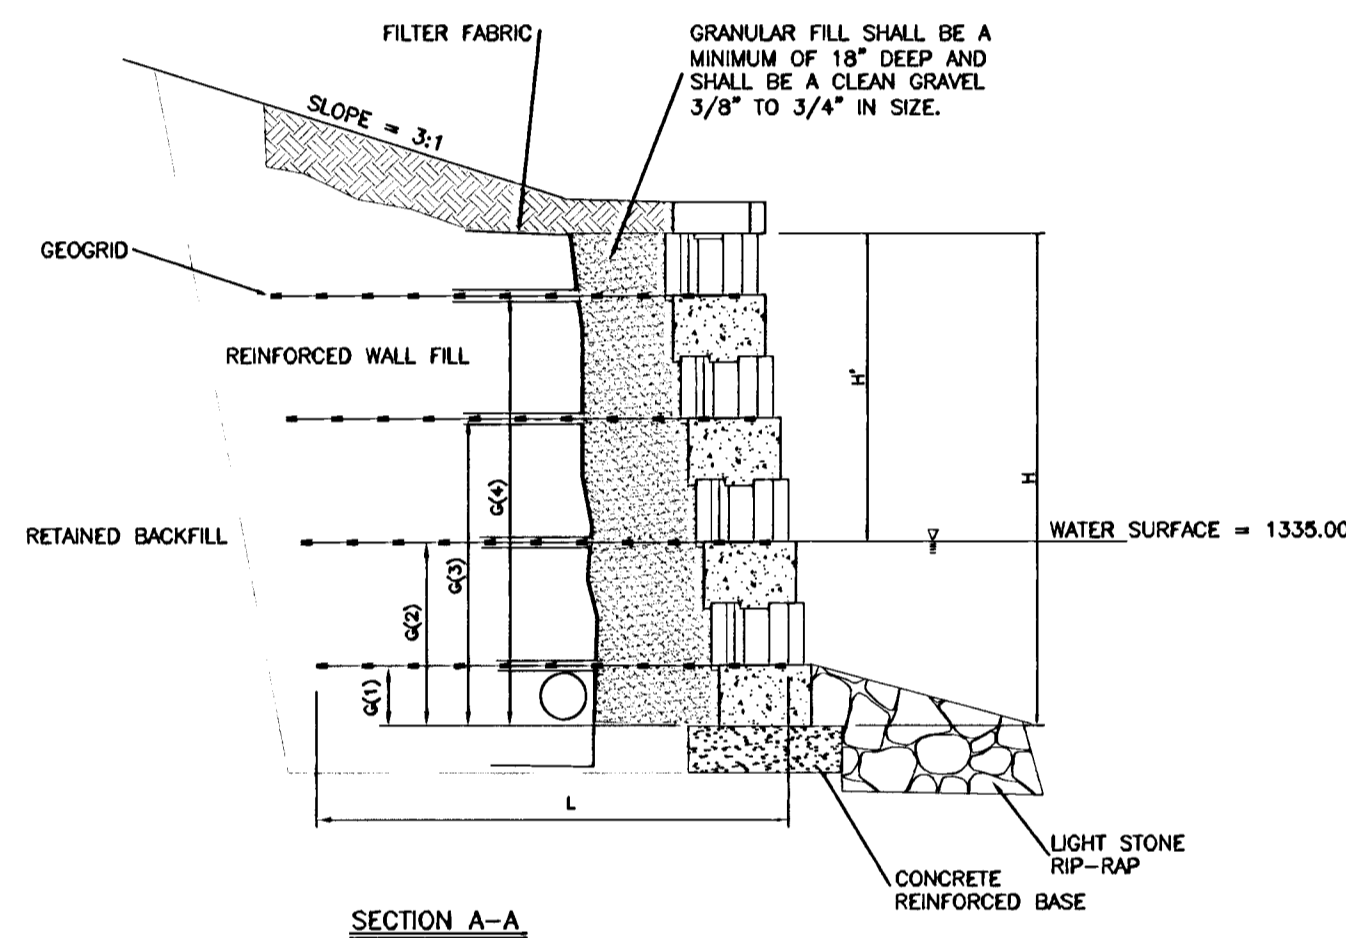 FILTER FABRIC
GRANULAR FILL SHALL BE A
MINIMUM OF 18" DEEP AND
SHALL BE A CLEAN GRAVEL
3/8" TO 3/4" IN SIZE.
SLOPE = 3:1
GEOGRID
REINFORCED WALL FILL
H'
H
G(4)
RETAINED BACKFILL
WATER SURFACE = 1335.00
G(3)
G(2)
G(1)
L
LIGHT STONE
RIP-RAP
CONCRETE
REINFORCED BASE
SECTION A-A